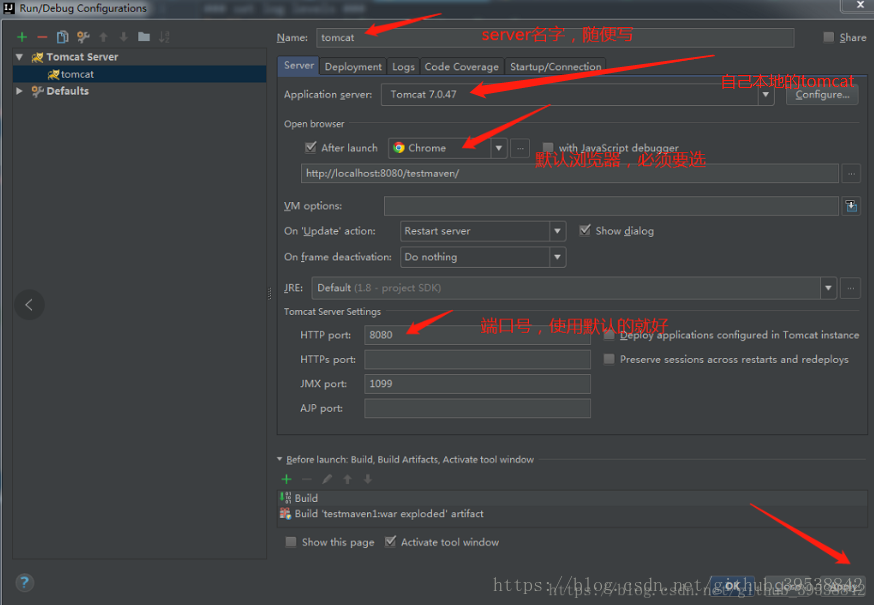 Run/Debug Configurations
Name: tomcat server名字，随便写 Share
Tomcat Server
tomcat
Defaults
Server Deployment Logs Code Coverage Startup/Connection
自己本地的tomcat
Application server: Tomcat 7.0.47 Configure...
Open browser
After launch Chrome ... with JavaScript debugger
默认浏览器，必须要选
http://localhost:8080/testmaven/ ...
VM options:
On 'Update' action: Restart server Show dialog
On frame deactivation: Do nothing
JRE: Default (1.8 - project SDK) ...
Tomcat Server Settings
端口号，使用默认的就好
HTTP port: 8080 Deploy applications configured in Tomcat instance
HTTPs port: Preserve sessions across restarts and redeploys
JMX port: 1099
AJP port:
Before launch: Build, Build Artifacts, Activate tool window
Build
Build 'testmaven1:war exploded' artifact
Show this page Activate tool window
? OK Apply
https://blog.csdn.net/github_39538842
https://blog.csdn.net/github_39538842